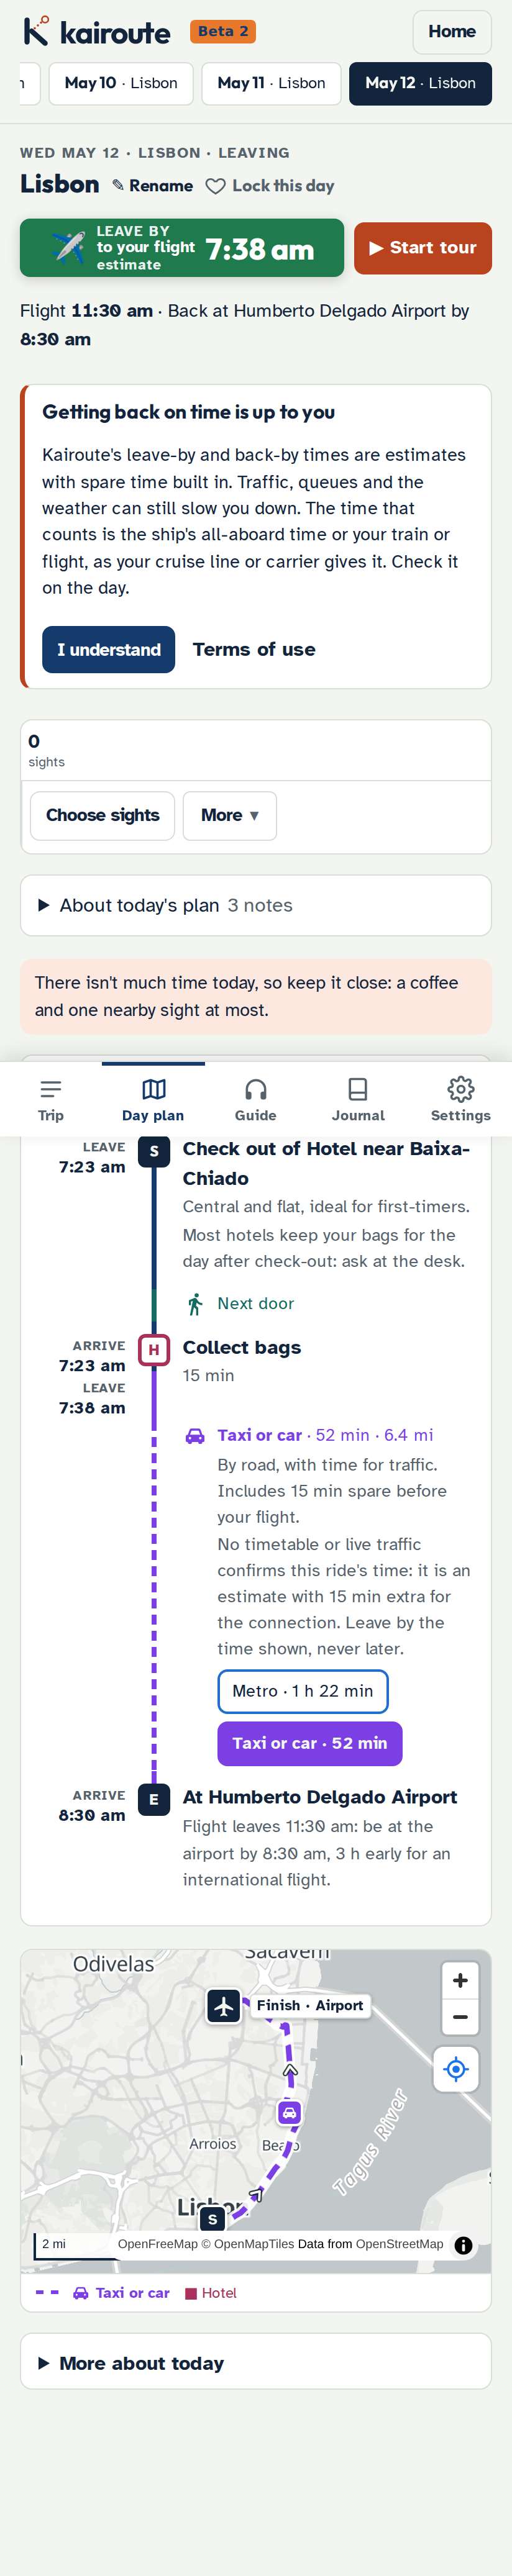 kairoute Beta 2 Home
May 10 · Lisbon May 11 · Lisbon May 12 · Lisbon
WED MAY 12 · LISBON · LEAVING
Lisbon ✎ Rename Lock this day
LEAVE BY
to your flight
estimate
7:38 am
▶ Start tour
Flight 11:30 am · Back at Humberto Delgado Airport by
8:30 am
Getting back on time is up to you
Kairoute's leave-by and back-by times are estimates
with spare time built in. Traffic, queues and the
weather can still slow you down. The time that
counts is the ship's all-aboard time or your train or
flight, as your cruise line or carrier gives it. Check it
on the day.
I understand Terms of use
0
sights
Choose sights More ▾
▶ About today's plan 3 notes
There isn't much time today, so keep it close: a coffee
and one nearby sight at most.
Trip Day plan Guide Journal Settings
LEAVE
7:23 am
S
Check out of Hotel near Baixa-
Chiado
Central and flat, ideal for first-timers.
Most hotels keep your bags for the
day after check-out: ask at the desk.
Next door
ARRIVE
7:23 am
LEAVE
7:38 am
H
Collect bags
15 min
Taxi or car · 52 min · 6.4 mi
By road, with time for traffic.
Includes 15 min spare before
your flight.
No timetable or live traffic
confirms this ride's time: it is an
estimate with 15 min extra for
the connection. Leave by the
time shown, never later.
Metro · 1 h 22 min
Taxi or car · 52 min
ARRIVE
8:30 am
E
At Humberto Delgado Airport
Flight leaves 11:30 am: be at the
airport by 8:30 am, 3 h early for an
international flight.
Sacavém
Odivelas
+
Finish · Airport
−
Arroios
Beato
Tagus River
Lisbon
S
2 mi
OpenFreeMap © OpenMapTiles Data from OpenStreetMap
Taxi or car Hotel
▶ More about today